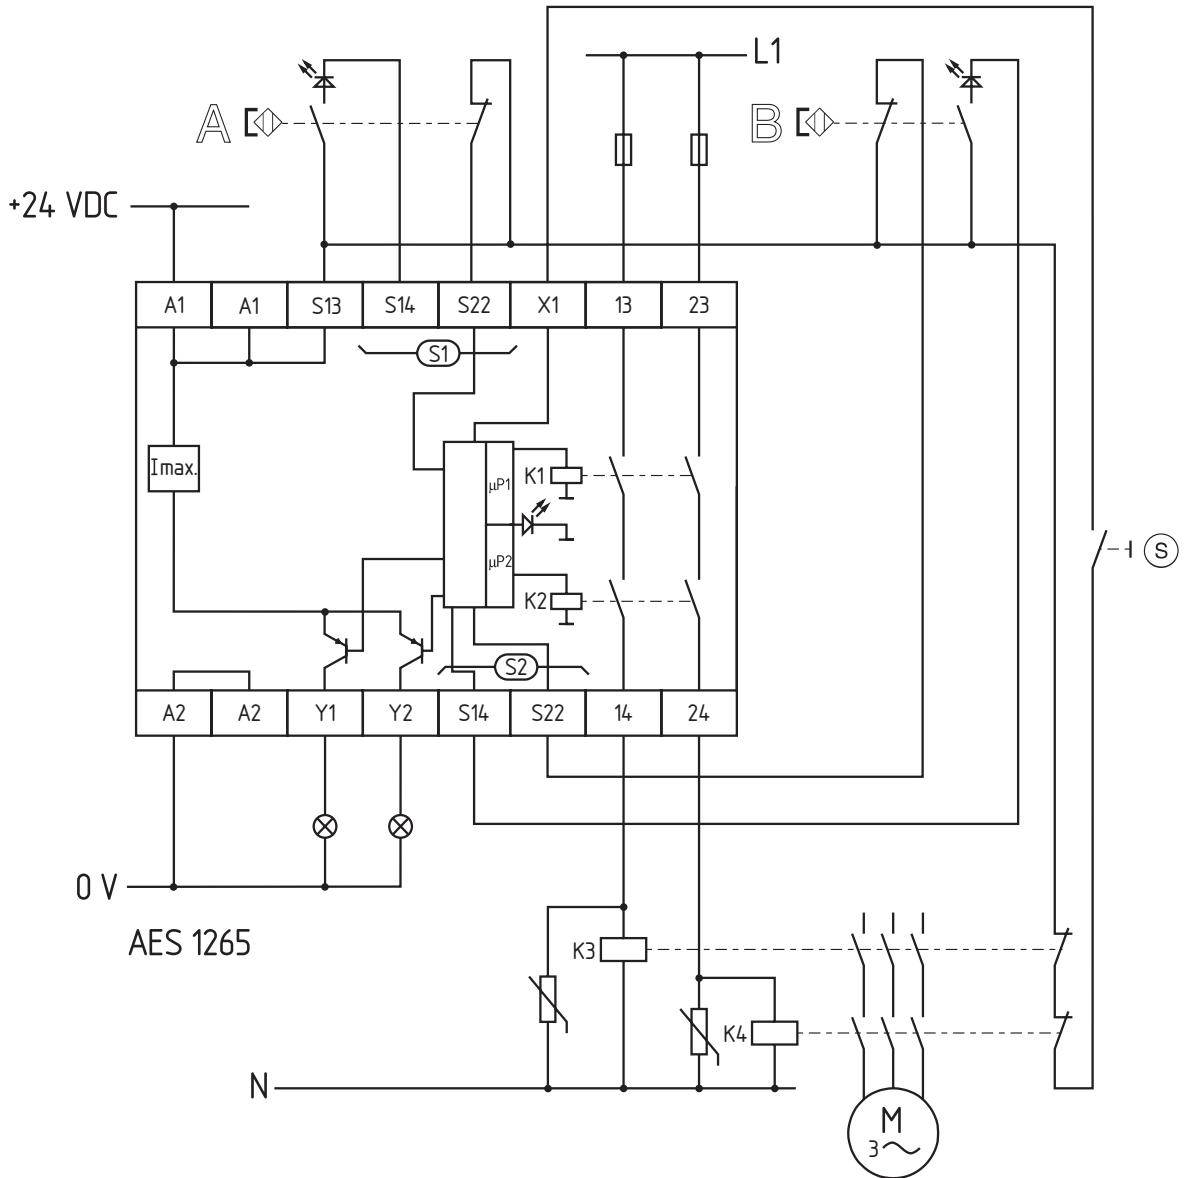 L1
A
B
+24 VDC
A1 A1 S13 S14 S22 X1 13 23
S1
Imax.
µP1
K1
S
µP2
K2
S2
A2 A2 Y1 Y2 S14 S22 14 24
0 V
AES 1265
K3
K4
N
M
3